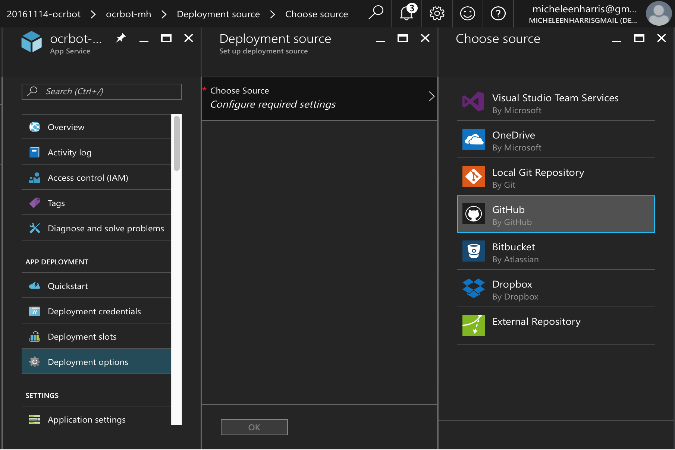 20161114-ocrbot > ocrbot-mh > Deployment source > Choose source
3
micheleenharris@gm...
MICHELEENHARRISGMAIL (DE...
ocrbot-...
App Service
Search (Ctrl+/)
Overview
Activity log
Access control (IAM)
Tags
Diagnose and solve problems
APP DEPLOYMENT
Quickstart
Deployment credentials
Deployment slots
Deployment options
SETTINGS
Application settings
Deployment source
Set up deployment source
* Choose Source
Configure required settings
OK
Choose source
Visual Studio Team Services
By Microsoft
OneDrive
By Microsoft
Local Git Repository
By Git
GitHub
By GitHub
Bitbucket
By Atlassian
Dropbox
By Dropbox
External Repository